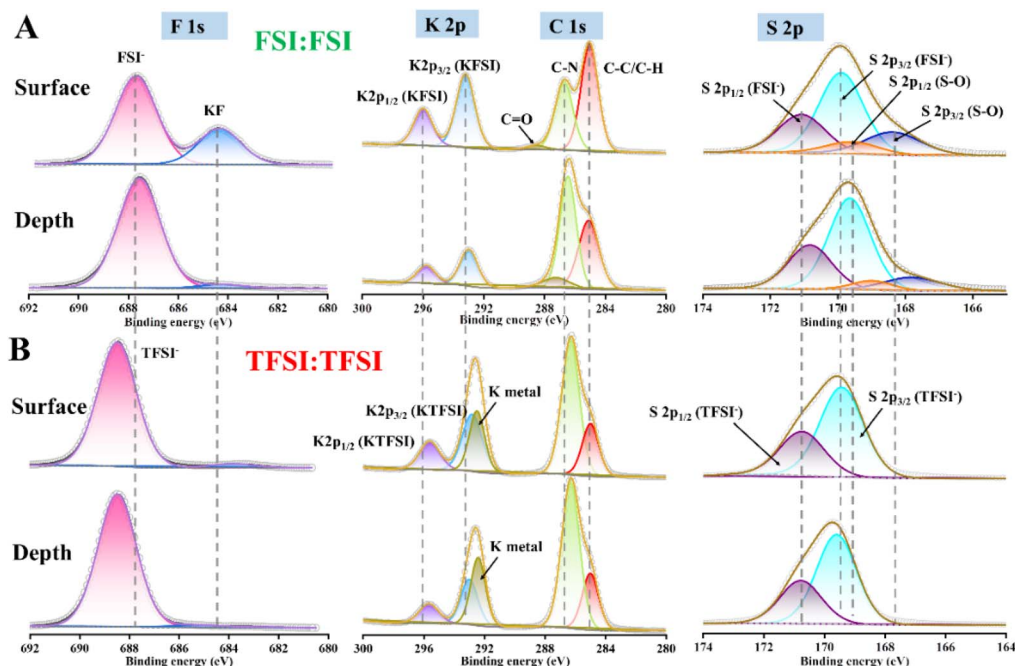 A
F 1s
FSI:FSI
K 2p
C 1s
S 2p
Surface
FSI-
KF
K2p1/2 (KFSI)
K2p3/2 (KFSI)
C=O
C-N
C-C/C-H
S 2p1/2 (FSI-)
S 2p3/2 (FSI-)
S 2p1/2 (S-O)
S 2p3/2 (S-O)
Depth
692 690 688 686 684 682 680
Binding energy (eV)
300 296 292 288 284 280
Binding energy (eV)
174 172 170 168 166
Binding energy (eV)
B
TFSI-
TFSI:TFSI
Surface
K2p1/2 (KTFSI)
K2p3/2 (KTFSI)
K metal
S 2p1/2 (TFSI-)
S 2p3/2 (TFSI-)
Depth
K metal
692 690 688 686 684 682 680
Binding energy (eV)
300 296 292 288 284 280
Binding energy (eV)
174 172 170 168 166 164
Binding energy (eV)